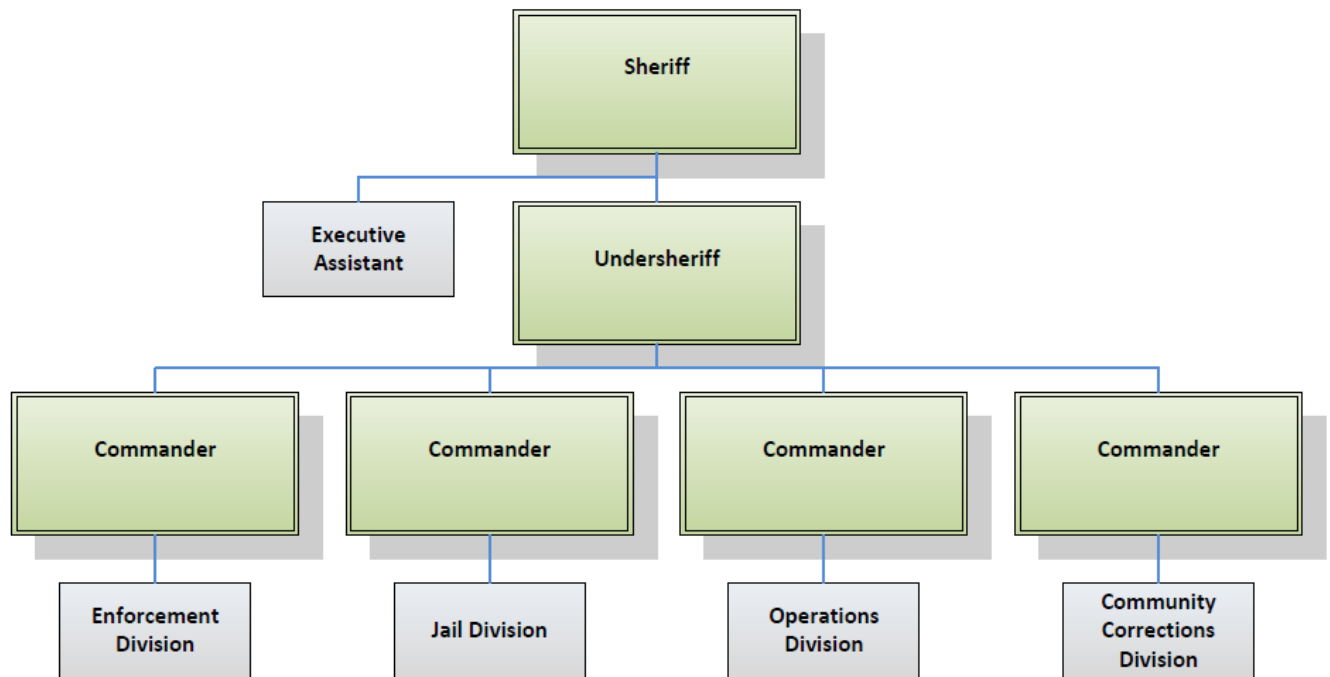 Sheriff
Executive
Assistant
Undersheriff
Commander
Commander
Commander
Commander
Enforcement
Division
Jail Division
Operations
Division
Community
Corrections
Division